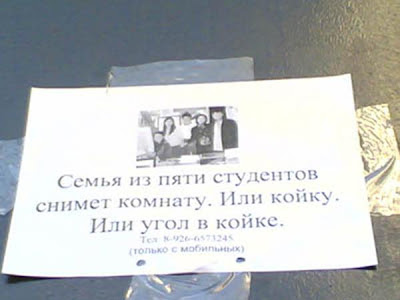 Семья из пяти студентов
снимет комнату. Или койку.
Или угол в койке.
Тел. 8-926-6573245
(только с мобильных)